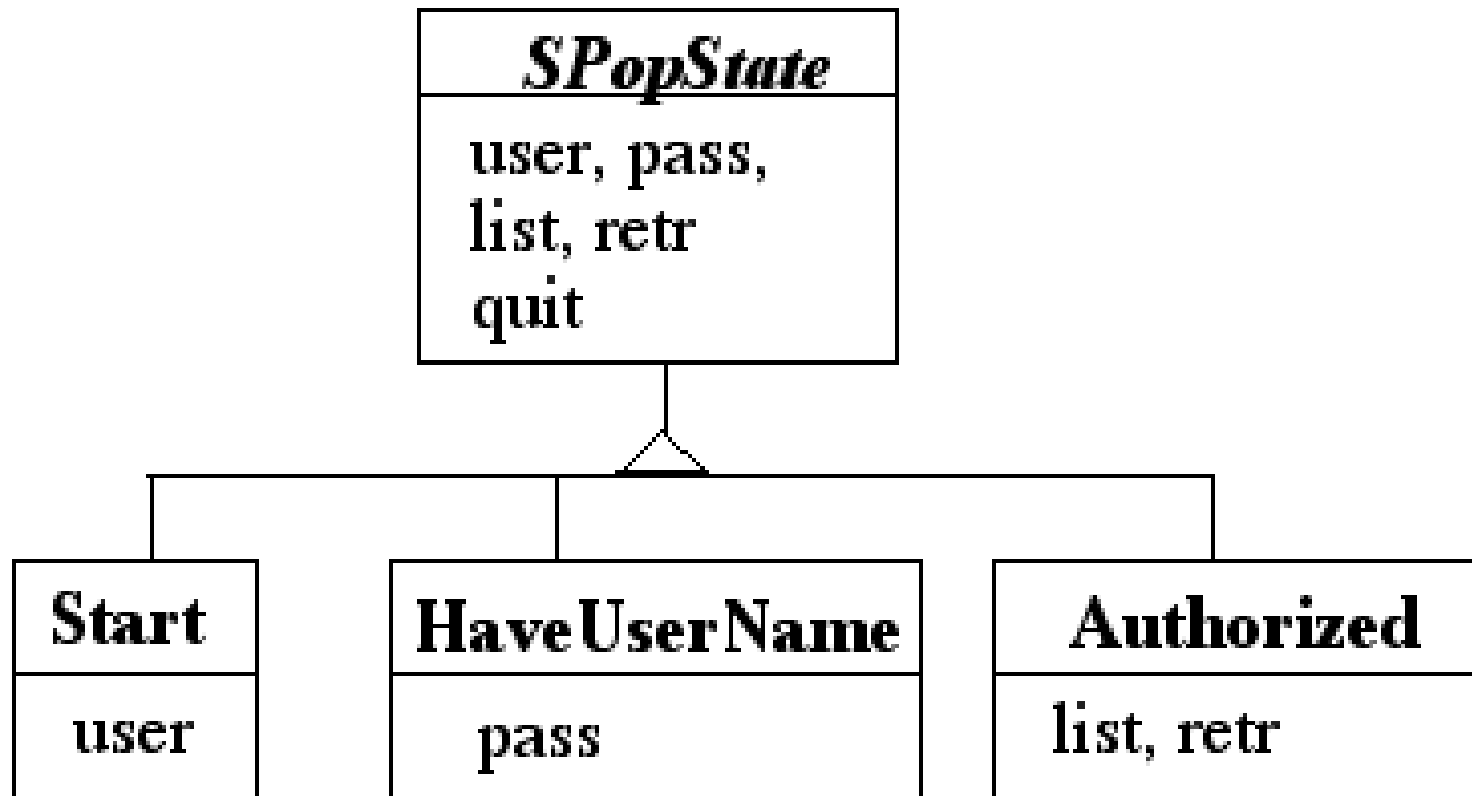 SPopState
user, pass,
list, retr
quit
Start
HaveUserName
Authorized
user
pass
list, retr